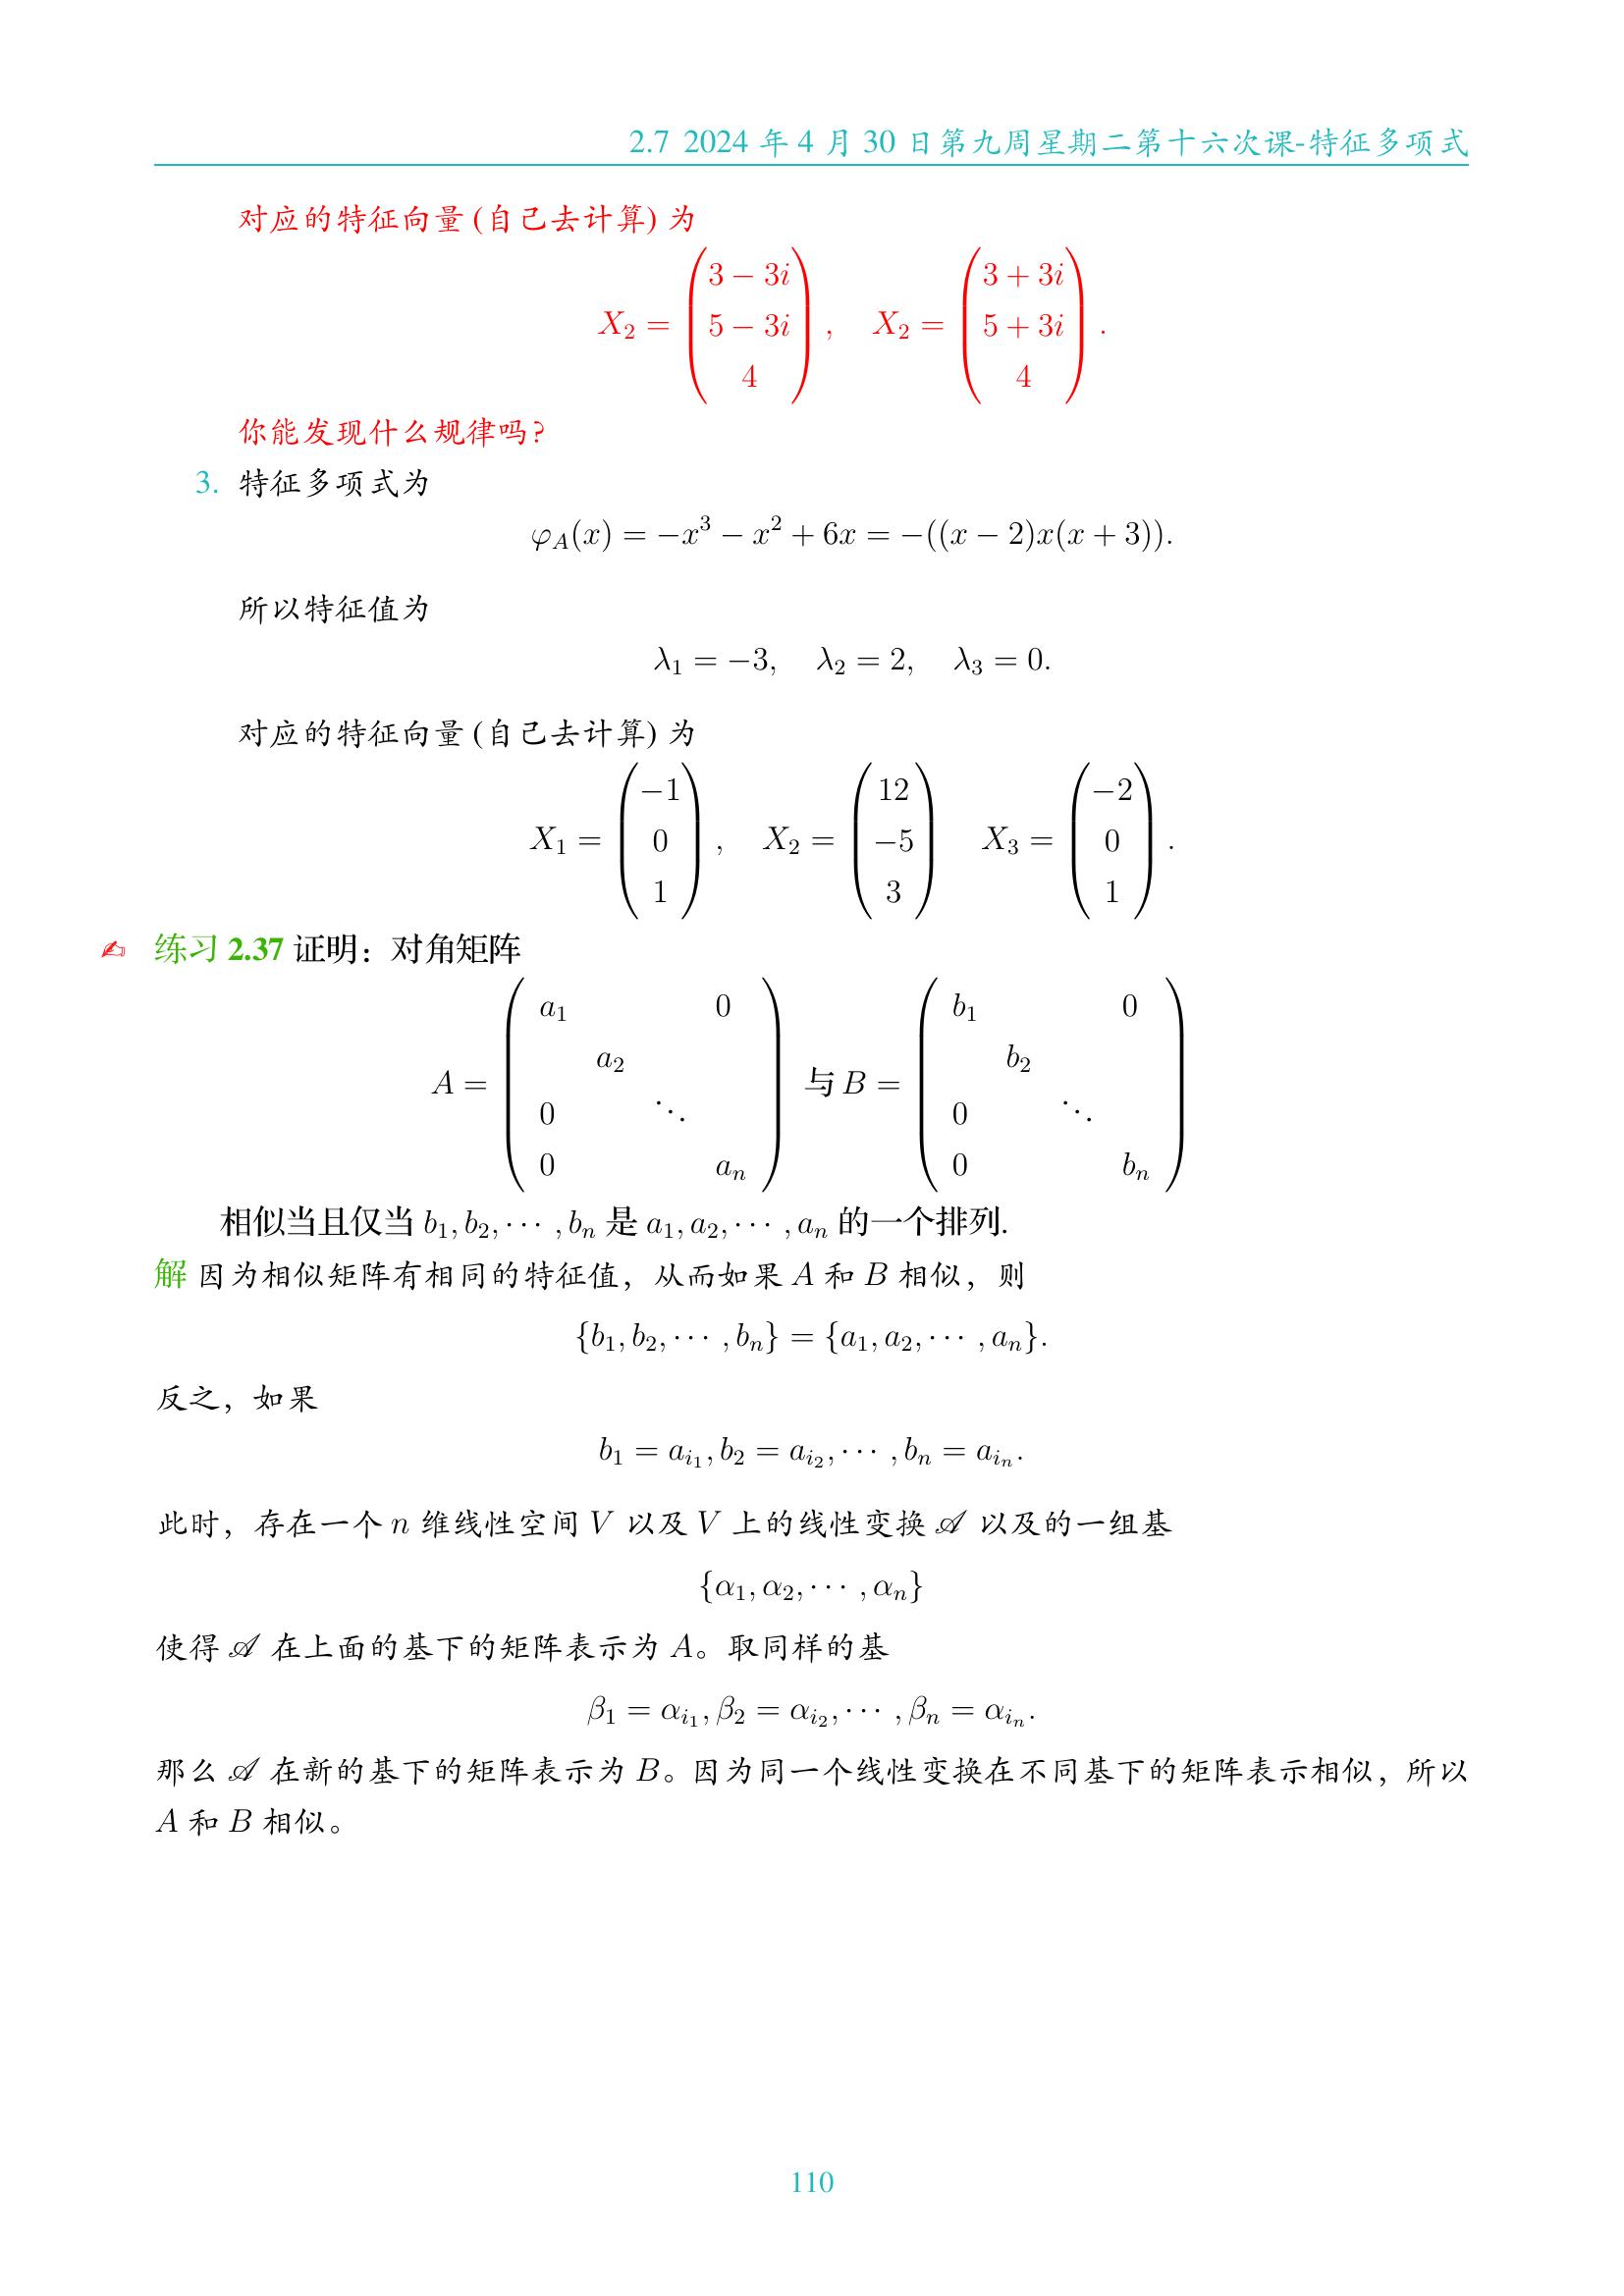 2.7 2024 年 4 月 30 日第九周星期二第十六次课-特征多项式
对应的特征向量 (自己去计算) 为
$X_2 = \begin{pmatrix} 3-3i \\ 5-3i \\ 4 \end{pmatrix}, \quad X_2 = \begin{pmatrix} 3+3i \\ 5+3i \\ 4 \end{pmatrix}.$
你能发现什么规律吗?
3. 特征多项式为
$\varphi_A(x) = -x^3 - x^2 + 6x = -((x-2)x(x+3)).$
所以特征值为
$\lambda_1 = -3, \quad \lambda_2 = 2, \quad \lambda_3 = 0.$
对应的特征向量 (自己去计算) 为
$X_1 = \begin{pmatrix} -1 \\ 0 \\ 1 \end{pmatrix}, \quad X_2 = \begin{pmatrix} 12 \\ -5 \\ 3 \end{pmatrix} \quad X_3 = \begin{pmatrix} -2 \\ 0 \\ 1 \end{pmatrix}.$
✍ 练习 2.37 证明：对角矩阵
$A = \begin{pmatrix} a_1 & & & 0 \\ & a_2 & & \\ 0 & & \ddots & \\ 0 & & & a_n \end{pmatrix}$ 与 $B = \begin{pmatrix} b_1 & & & 0 \\ & b_2 & & \\ 0 & & \ddots & \\ 0 & & & b_n \end{pmatrix}$
相似当且仅当 $b_1, b_2, \cdots, b_n$ 是 $a_1, a_2, \cdots, a_n$ 的一个排列.
解 因为相似矩阵有相同的特征值，从而如果 $A$ 和 $B$ 相似，则
$\{b_1, b_2, \cdots, b_n\} = \{a_1, a_2, \cdots, a_n\}.$
反之，如果
$b_1 = a_{i_1}, b_2 = a_{i_2}, \cdots, b_n = a_{i_n}.$
此时，存在一个 $n$ 维线性空间 $V$ 以及 $V$ 上的线性变换 $\mathscr{A}$ 以及的一组基
$\{\alpha_1, \alpha_2, \cdots, \alpha_n\}$
使得 $\mathscr{A}$ 在上面的基下的矩阵表示为 $A$。取同样的基
$\beta_1 = \alpha_{i_1}, \beta_2 = \alpha_{i_2}, \cdots, \beta_n = \alpha_{i_n}.$
那么 $\mathscr{A}$ 在新的基下的矩阵表示为 $B$。因为同一个线性变换在不同基下的矩阵表示相似，所以
$A$ 和 $B$ 相似。
110